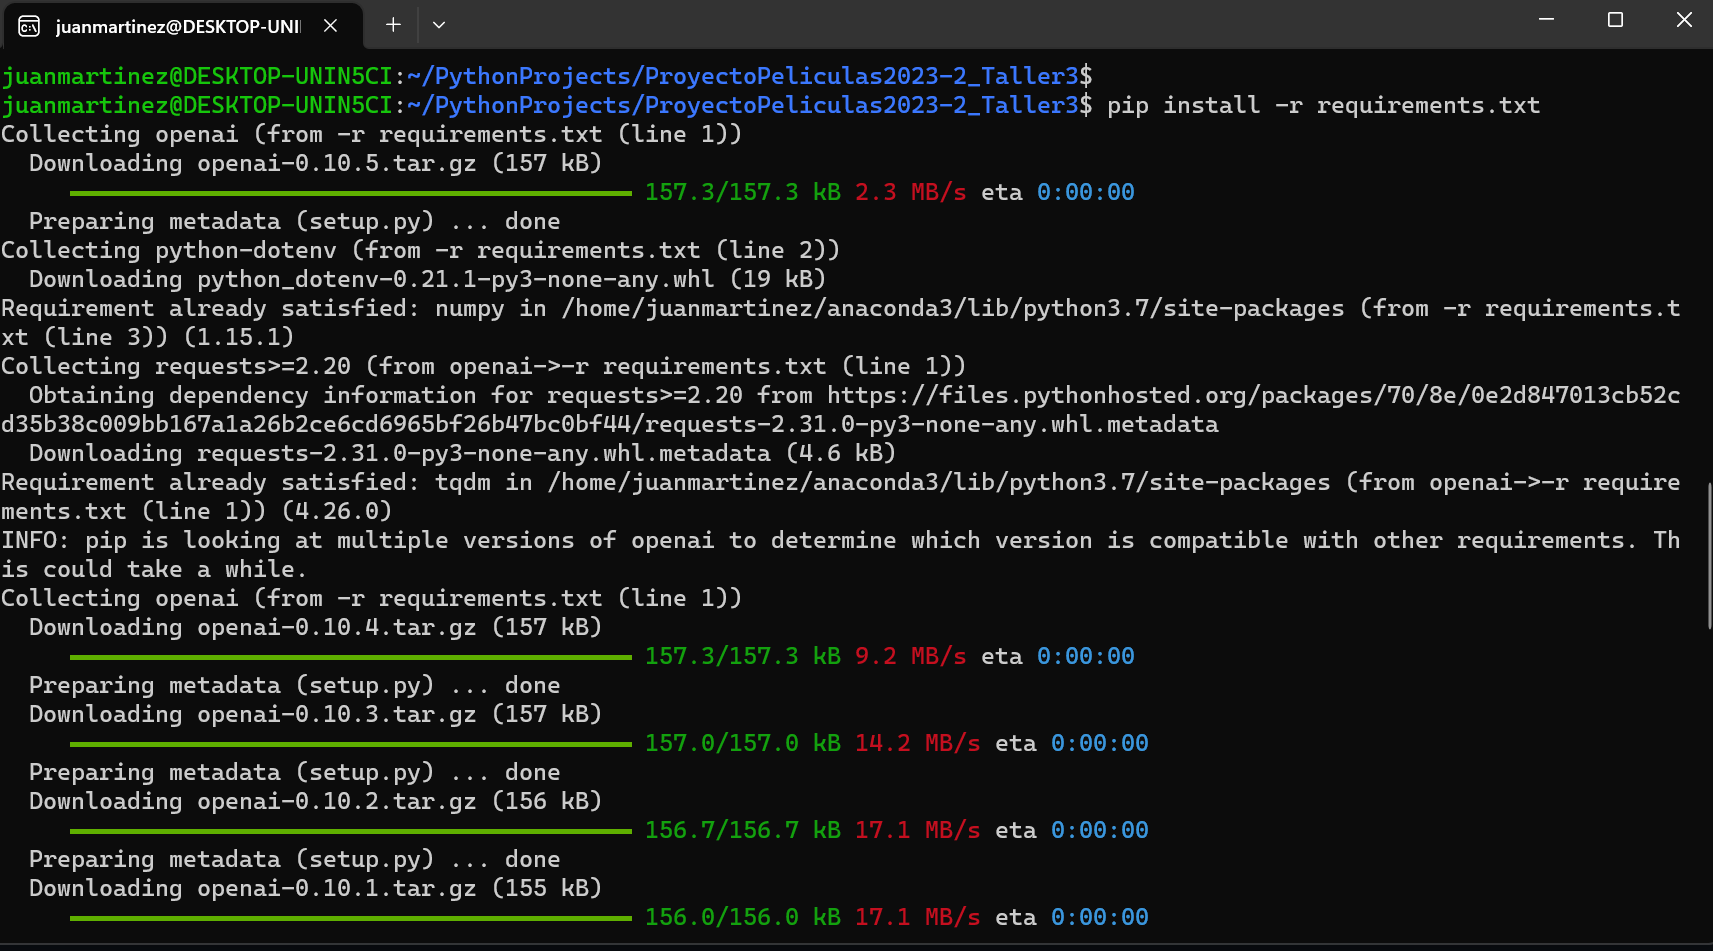 juanmartinez@DESKTOP-UNI
juanmartinez@DESKTOP-UNIN5CI:~/PythonProjects/ProyectoPeliculas2023-2_Taller3$
juanmartinez@DESKTOP-UNIN5CI:~/PythonProjects/ProyectoPeliculas2023-2_Taller3$ pip install -r requirements.txt
Collecting openai (from -r requirements.txt (line 1))
  Downloading openai-0.10.5.tar.gz (157 kB)
157.3/157.3 kB 2.3 MB/s eta 0:00:00
  Preparing metadata (setup.py) ... done
Collecting python-dotenv (from -r requirements.txt (line 2))
  Downloading python_dotenv-0.21.1-py3-none-any.whl (19 kB)
Requirement already satisfied: numpy in /home/juanmartinez/anaconda3/lib/python3.7/site-packages (from -r requirements.t
xt (line 3)) (1.15.1)
Collecting requests>=2.20 (from openai->-r requirements.txt (line 1))
  Obtaining dependency information for requests>=2.20 from https://files.pythonhosted.org/packages/70/8e/0e2d847013cb52c
d35b38c009bb167a1a26b2ce6cd6965bf26b47bc0bf44/requests-2.31.0-py3-none-any.whl.metadata
  Downloading requests-2.31.0-py3-none-any.whl.metadata (4.6 kB)
Requirement already satisfied: tqdm in /home/juanmartinez/anaconda3/lib/python3.7/site-packages (from openai->-r require
ments.txt (line 1)) (4.26.0)
INFO: pip is looking at multiple versions of openai to determine which version is compatible with other requirements. Th
is could take a while.
Collecting openai (from -r requirements.txt (line 1))
  Downloading openai-0.10.4.tar.gz (157 kB)
157.3/157.3 kB 9.2 MB/s eta 0:00:00
  Preparing metadata (setup.py) ... done
  Downloading openai-0.10.3.tar.gz (157 kB)
157.0/157.0 kB 14.2 MB/s eta 0:00:00
  Preparing metadata (setup.py) ... done
  Downloading openai-0.10.2.tar.gz (156 kB)
156.7/156.7 kB 17.1 MB/s eta 0:00:00
  Preparing metadata (setup.py) ... done
  Downloading openai-0.10.1.tar.gz (155 kB)
156.0/156.0 kB 17.1 MB/s eta 0:00:00